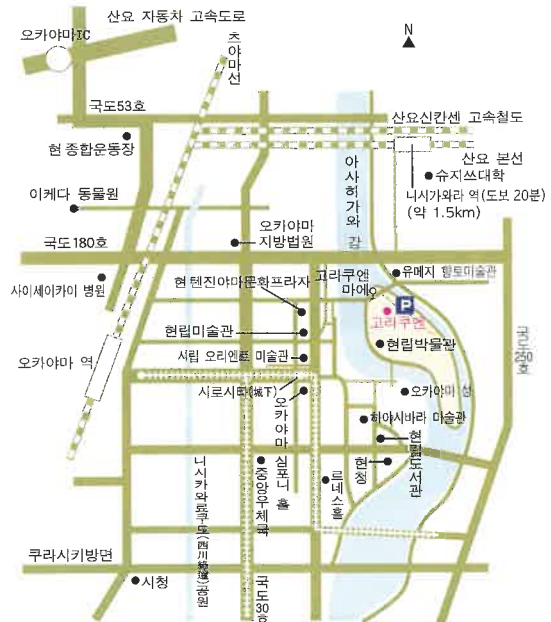 산요 자동차 고속도로
오카야마IC
츠야마선
N
국도53호
산요신칸센 고속철도
현 종합운동장
아사히가와 강
산요 본선
슈지쓰대학
니시가와라 역(도보 20분)
(약 1.5km)
이케다 동물원
오카야마
지방법원
국도180호
고리쿠엔
마에
유메지 향토미술관
사이세이카이 병원
현 텐진야마문화프라자
P
고라쿠엔
국도250호
현립미술관
현립박물관
오카야마 역
시립 오리엔트 미술관
시로시타(城下)
오카야마 성
오카야마 심포니 홀
하야시바라 미술관
현립도서관
현청
니시카와료쿠도(西川緑道)공원
중앙우체국
르네스홀
쿠라시키방면
시청
국도30호